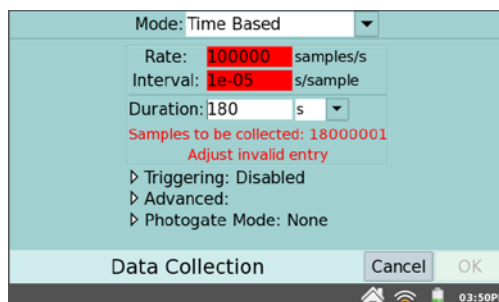 Mode: Time Based
Rate: 100000 samples/s
Interval: 1e-05 s/sample
Duration: 180 s
Samples to be collected: 18000001
Adjust invalid entry
Triggering: Disabled
Advanced:
Photogate Mode: None
Data Collection Cancel OK
03:50P